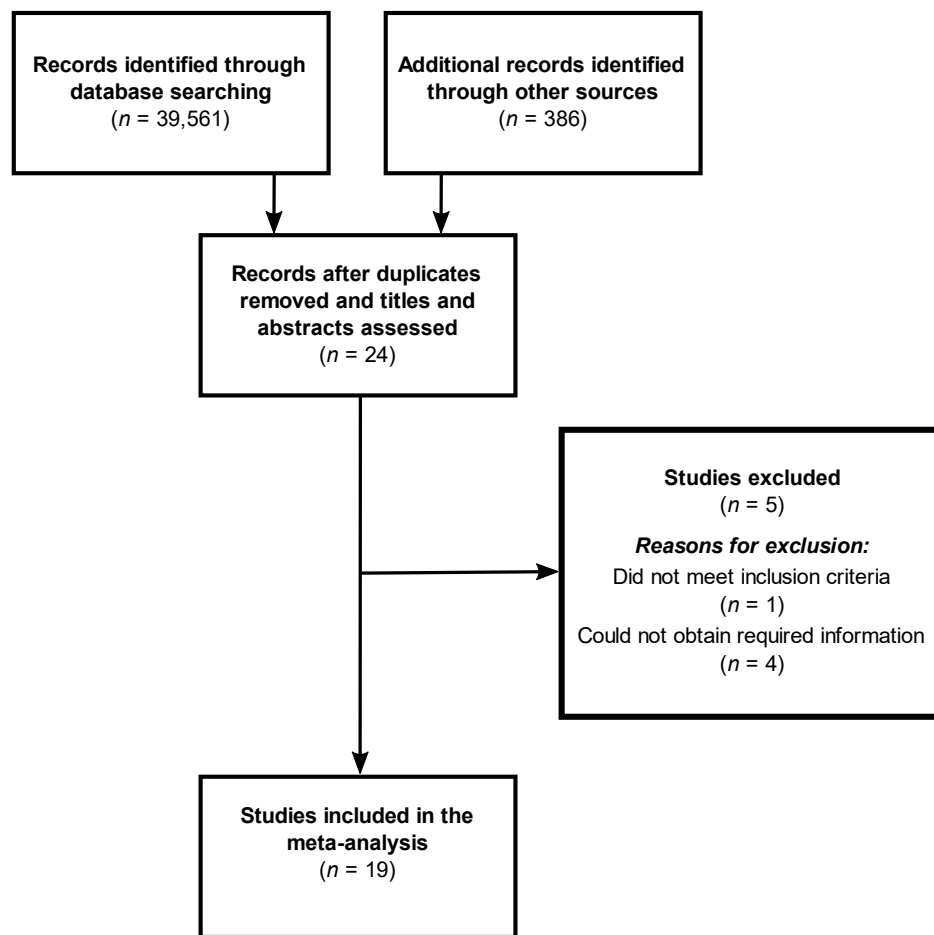 Records identified through
database searching
(n = 39,561)
Additional records identified
through other sources
(n = 386)
Records after duplicates
removed and titles and
abstracts assessed
(n = 24)
Studies excluded
(n = 5)
Reasons for exclusion:
Did not meet inclusion criteria
(n = 1)
Could not obtain required information
(n = 4)
Studies included in the
meta-analysis
(n = 19)